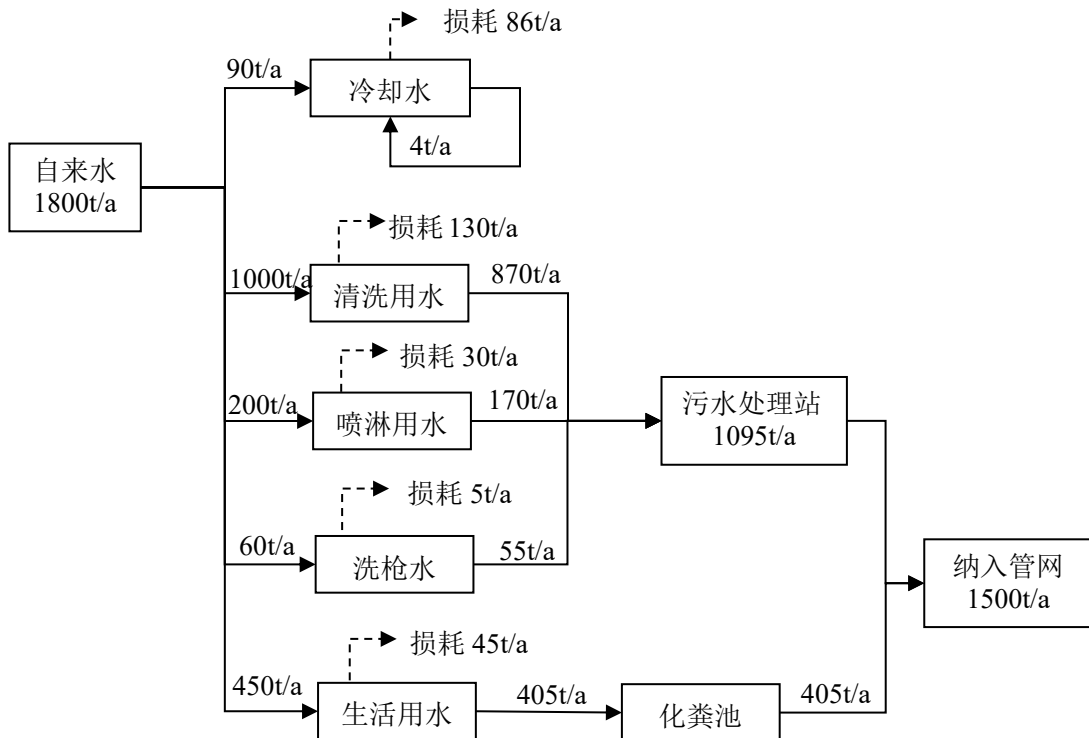 损耗 86t/a
90t/a
冷却水
4t/a
自来水
1800t/a
损耗 130t/a
1000t/a
清洗用水
870t/a
损耗 30t/a
200t/a
喷淋用水
170t/a
污水处理站
1095t/a
损耗 5t/a
60t/a
洗枪水
55t/a
纳入管网
1500t/a
损耗 45t/a
450t/a
生活用水
405t/a
化粪池
405t/a